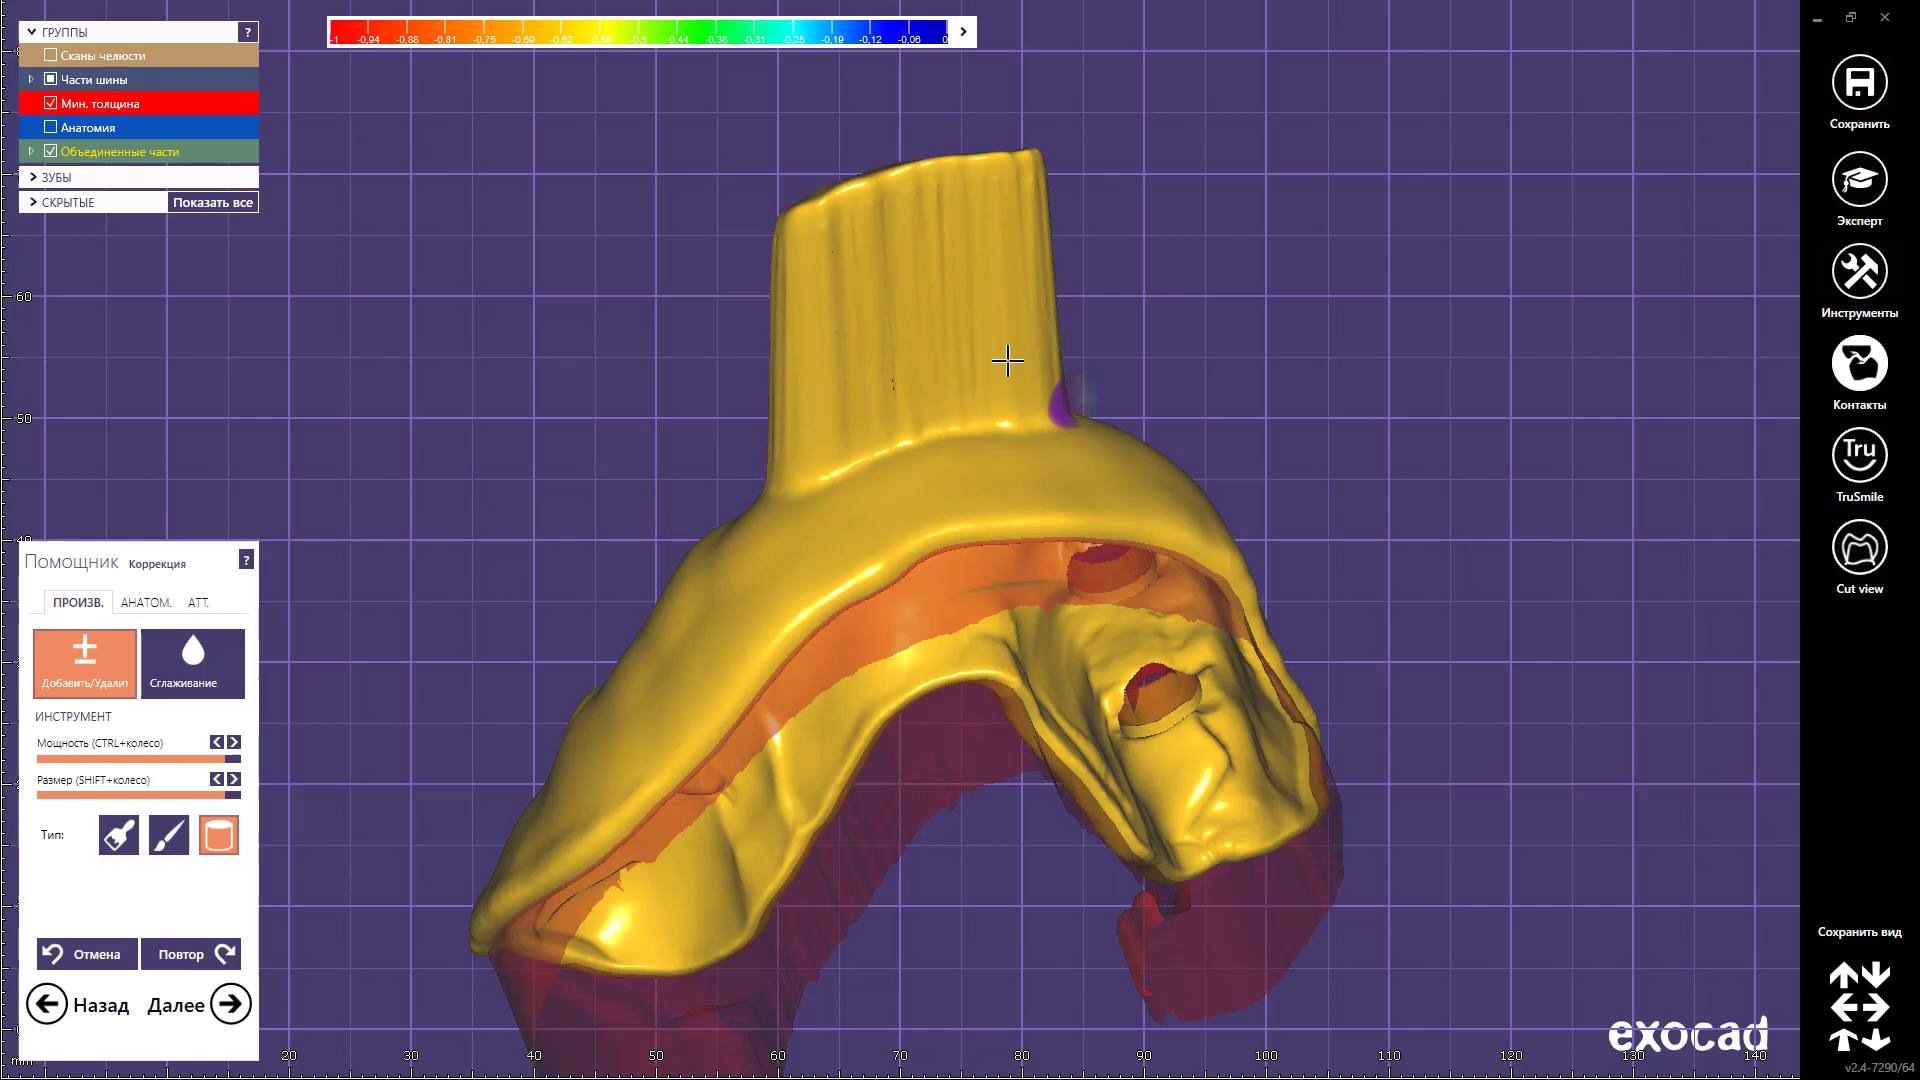 ГРУППЫ ?
Сканы челюсти
Части шины
Мин. толщина
Анатомия
Объединенные части
ЗУБЫ
СКРЫТЫЕ Показать все
-1 -0,94 -0,88 -0,81 -0,75 -0,69 -0,62 -0,56 -0,5 -0,44 -0,38 -0,31 -0,25 -0,19 -0,12 -0,06 0
Сохранить
Эксперт
Инструменты
Контакты
Tru
TruSmile
Cut view
60
50
Помощник Коррекция ?
ПРОИЗВ. АНАТОМ. АТТ.
Добавить/Удалит
Сглаживание
ИНСТРУМЕНТ
Мощность (CTRL+колесо)
Размер (SHIFT+колесо)
Тип:
Отмена
Повтор
Назад
Далее
Сохранить вид
exocad
20 30 40 50 60 70 80 90 100 110 120 130 140
v2.4-7290/64